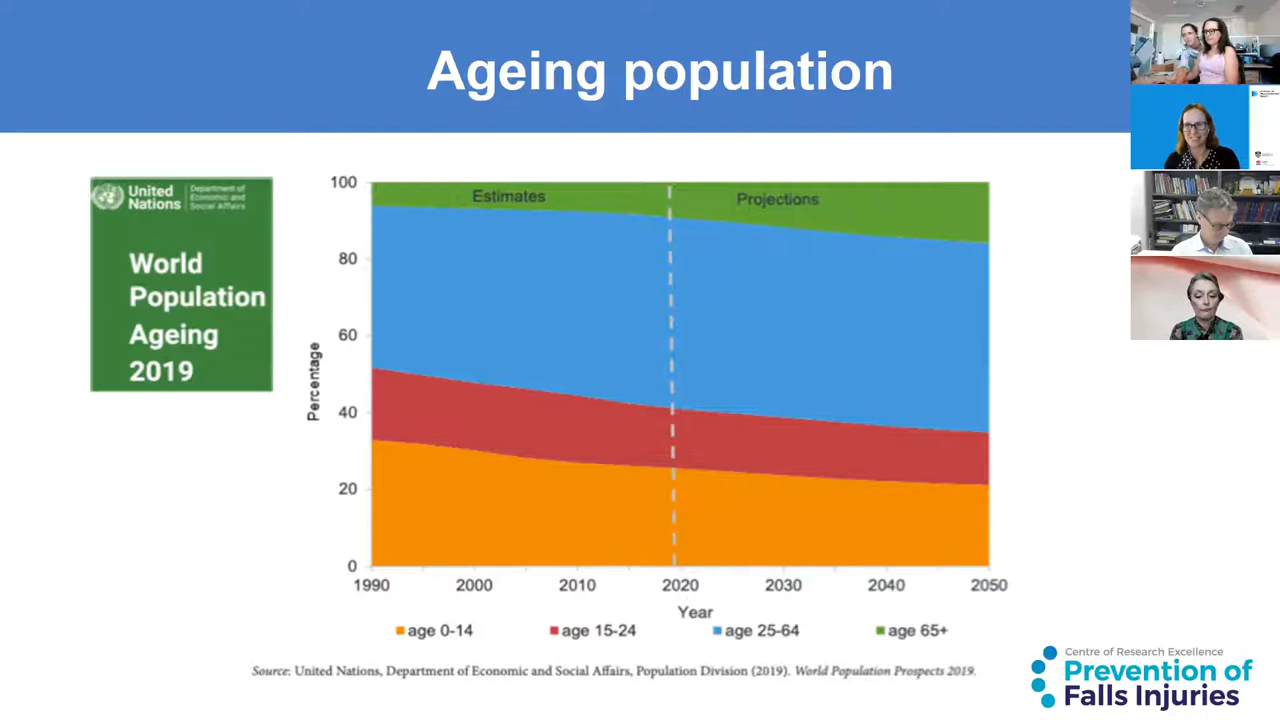 Ageing population
United Nations
Department of Economic and Social Affairs
World
Population
Ageing
2019
Estimates
Projections
Percentage
100
80
60
40
20
0
1990 2000 2010 2020 2030 2040 2050
Year
age 0-14 age 15-24 age 25-64 age 65+
Source: United Nations, Department of Economic and Social Affairs, Population Division (2019). World Population Prospects 2019.
Centre of Research Excellence
Prevention of
Falls Injuries